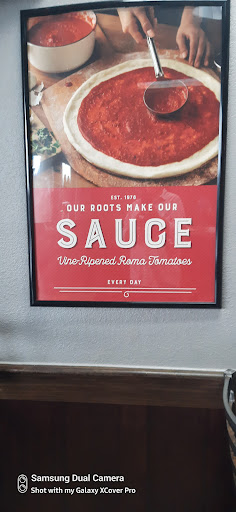 EST. 1976
OUR ROOTS MAKE OUR
SAUCE
Vine-Ripened Roma Tomatoes
EVERY DAY
Samsung Dual Camera
Shot with my Galaxy XCover Pro